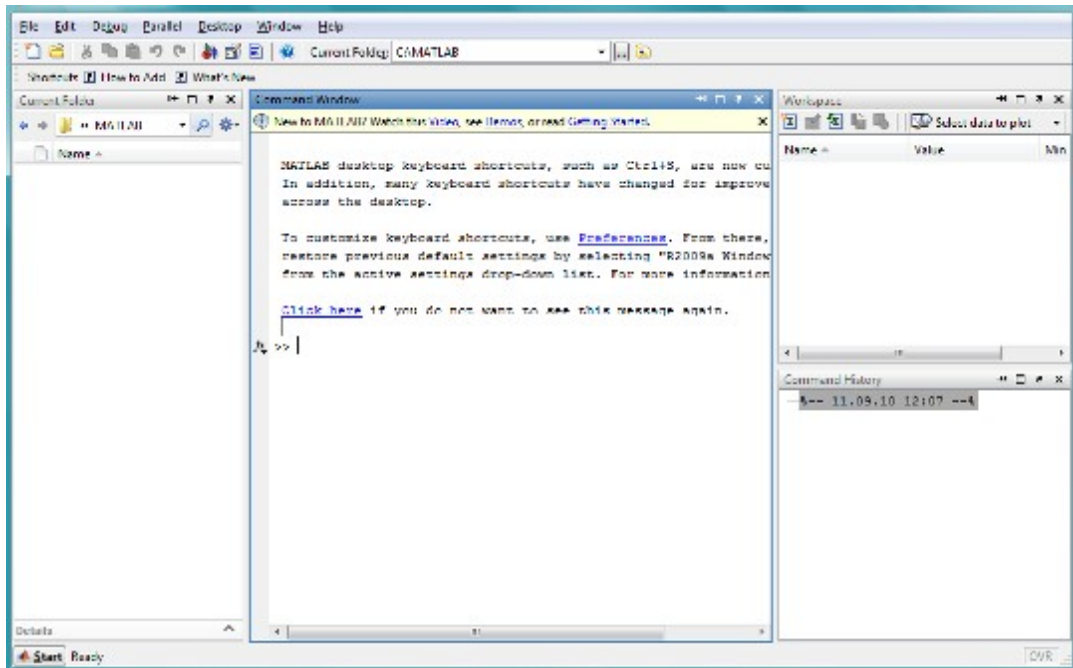 File Edit Debug Parallel Desktop Window Help
Current Folder: C:\MATLAB
Shortcuts How to Add What's New
Current Folder
MATLAB
Name
Details
Command Window
New to MATLAB? Watch this Video, see Demos, or read Getting Started.
MATLAB desktop keyboard shortcuts, such as Ctrl+S, are now cu
In addition, many keyboard shortcuts have changed for improve
across the desktop.
To customize keyboard shortcuts, use Preferences. From there,
restore previous default settings by selecting "R2009a Window
from the active settings drop-down list. For more information
Click here if you do not want to see this message again.
>>
Workspace
Select data to plot
Name Value Min
Command History
%-- 11.09.10 12:07 --%
Start Ready
OVR